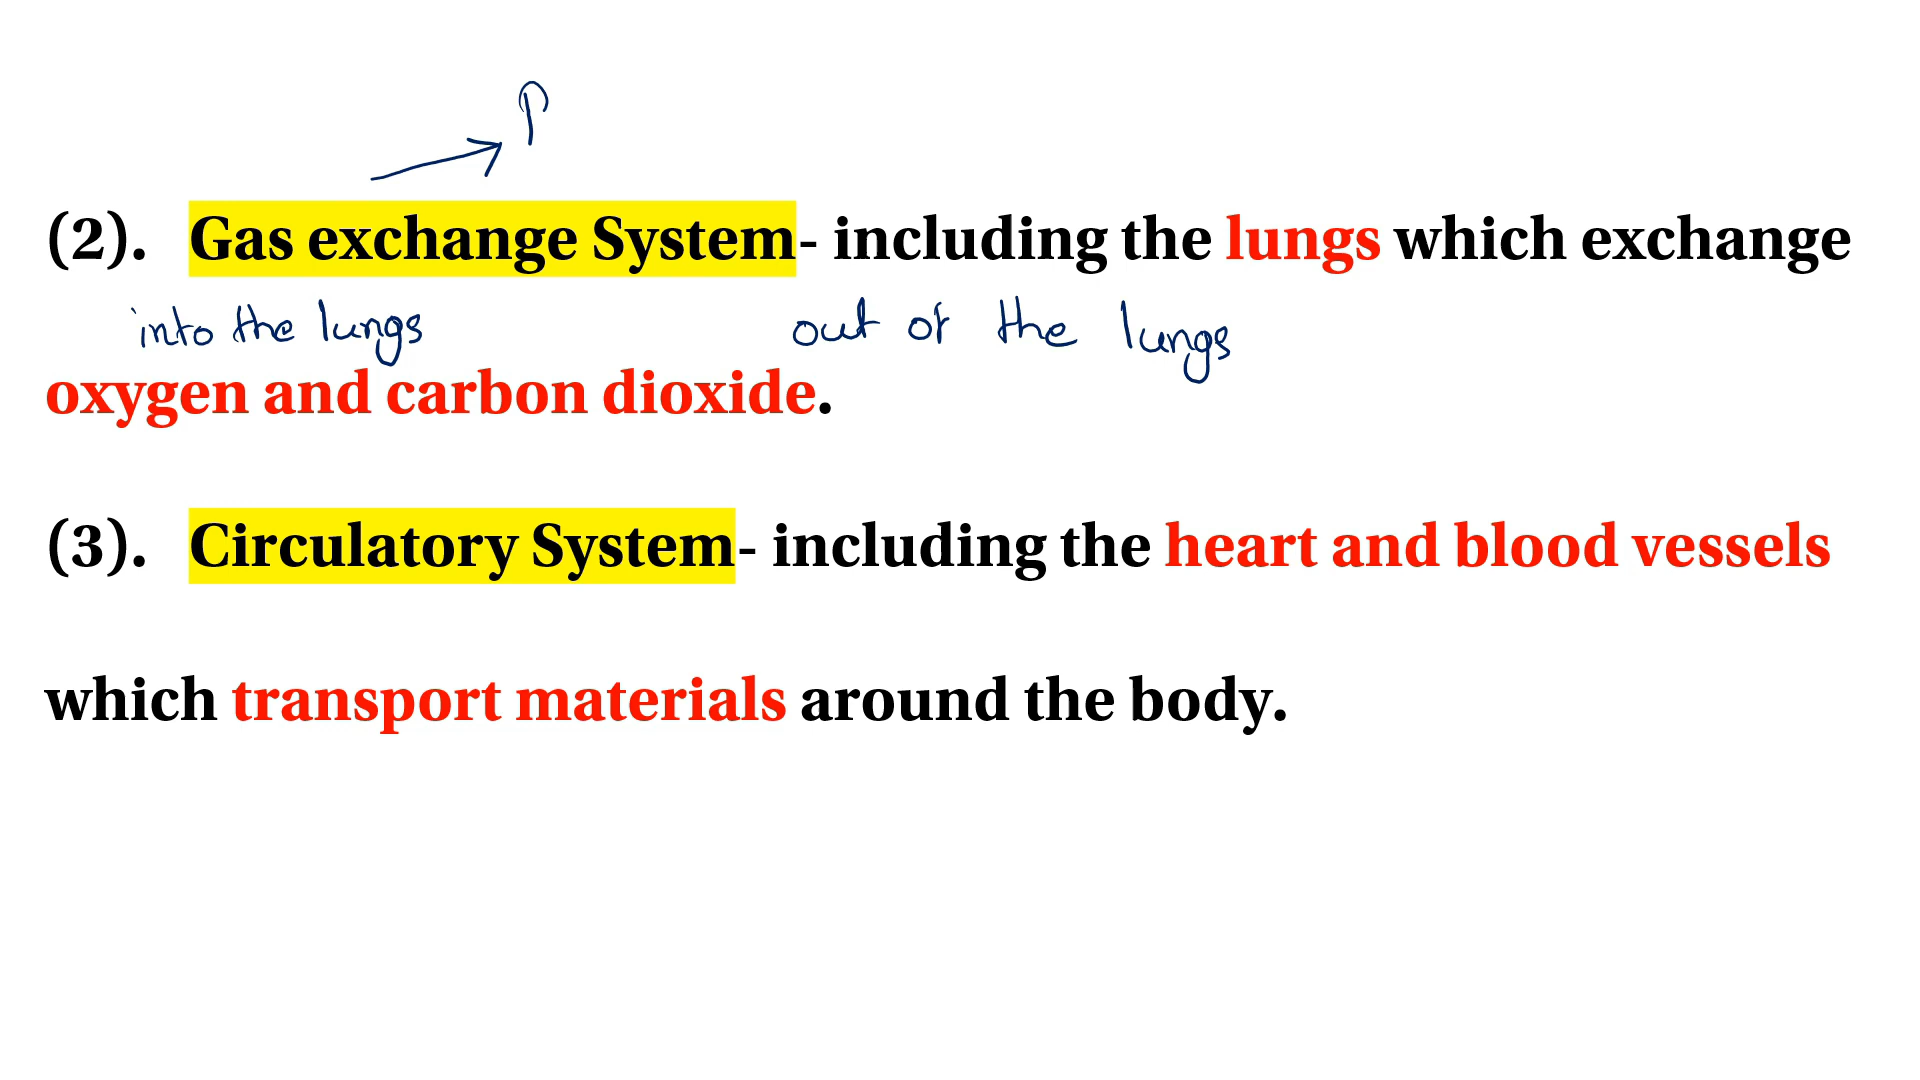 (2). Gas exchange System- including the lungs which exchange
into the lungs out of the lungs
oxygen and carbon dioxide.
(3). Circulatory System- including the heart and blood vessels
which transport materials around the body.